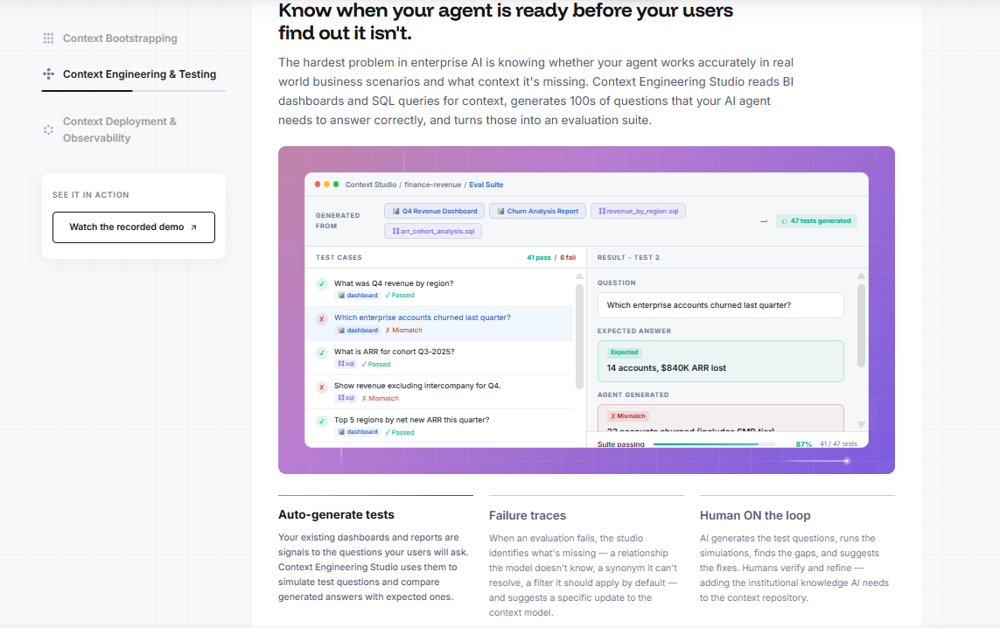 Context Bootstrapping
Context Engineering & Testing
Context Deployment &
Observability
SEE IT IN ACTION
Watch the recorded demo ↗
Know when your agent is ready before your users
find out it isn't.
The hardest problem in enterprise AI is knowing whether your agent works accurately in real
world business scenarios and what context it's missing. Context Engineering Studio reads BI
dashboards and SQL queries for context, generates 100s of questions that your AI agent
needs to answer correctly, and turns those into an evaluation suite.
Context Studio / finance-revenue / Eval Suite
GENERATED
FROM
Q4 Revenue Dashboard
Churn Analysis Report
revenue_by_region.sql
arr_cohort_analysis.sql
→
47 tests generated
TEST CASES
41 pass / 6 fail
✓ What was Q4 revenue by region?
dashboard ✓ Passed
✗ Which enterprise accounts churned last quarter?
dashboard ✗ Mismatch
✓ What is ARR for cohort Q3-2025?
sql ✓ Passed
✗ Show revenue excluding intercompany for Q4.
sql ✗ Mismatch
✓ Top 5 regions by net new ARR this quarter?
dashboard ✓ Passed
RESULT - TEST 2
QUESTION
Which enterprise accounts churned last quarter?
EXPECTED ANSWER
Expected
14 accounts, $840K ARR lost
AGENT GENERATED
✗ Mismatch
23 accounts churned (includes SMB tier)
Suite passing 87% 41 / 47 tests
Auto-generate tests
Your existing dashboards and reports are
signals to the questions your users will ask.
Context Engineering Studio uses them to
simulate test questions and compare
generated answers with expected ones.
Failure traces
When an evaluation fails, the studio
identifies what's missing — a relationship
the model doesn't know, a synonym it can't
resolve, a filter it should apply by default —
and suggests a specific update to the
context model.
Human ON the loop
AI generates the test questions, runs the
simulations, finds the gaps, and suggests
the fixes. Humans verify and refine —
adding the institutional knowledge AI needs
to the context repository.